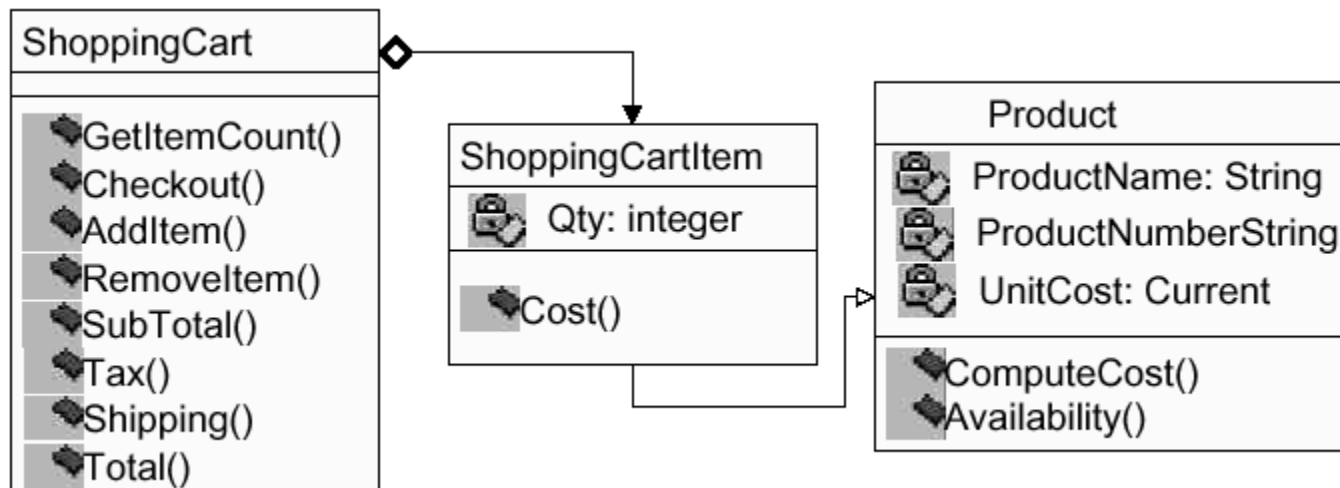 ShoppingCart
GetItemCount()
Checkout()
AddItem()
RemoveItem()
SubTotal()
Tax()
Shipping()
Total()
ShoppingCartItem
Qty: integer
Cost()
Product
ProductName: String
ProductNumberString
UnitCost: Current
ComputeCost()
Availability()